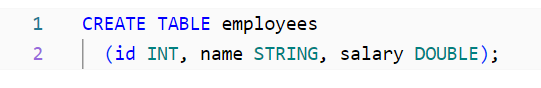 1 CREATE TABLE employees
2 (id INT, name STRING, salary DOUBLE);